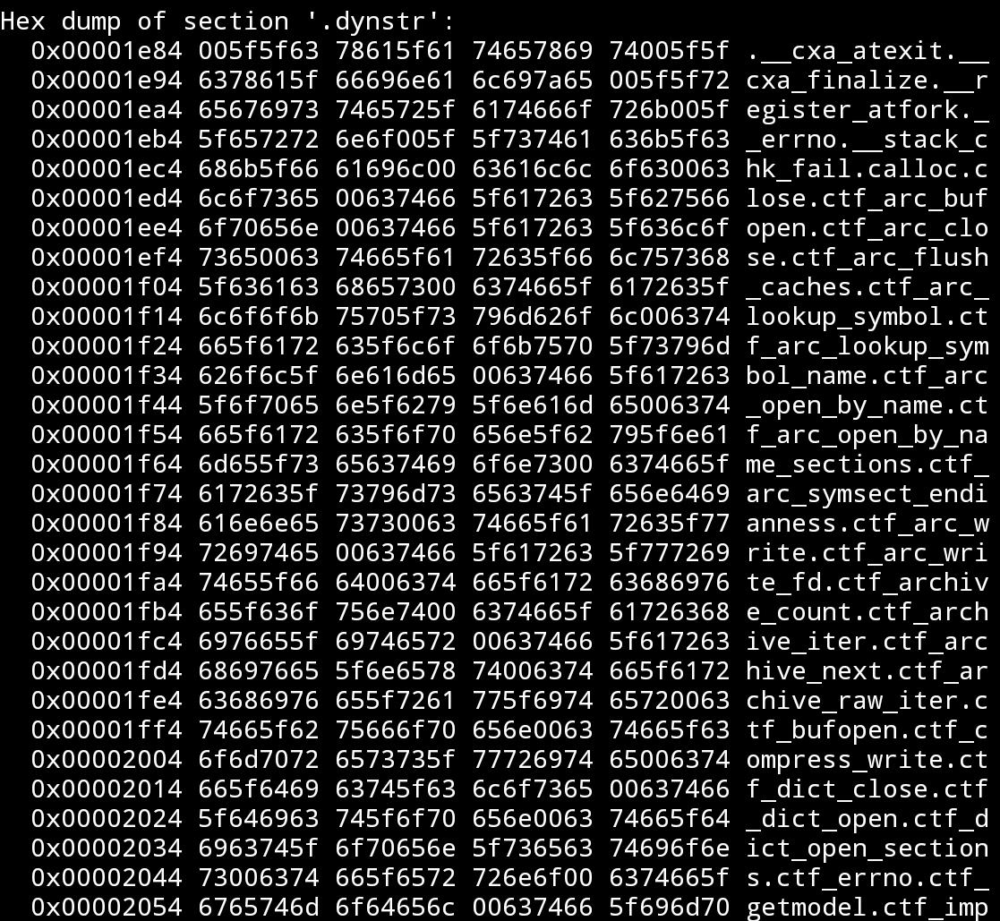 Hex dump of section '.dynstr':
  0x00001e84 005f5f63 78615f61 74657869 74005f5f .__cxa_atexit.__
  0x00001e94 6378615f 66696e61 6c697a65 005f5f72 cxa_finalize.__r
  0x00001ea4 65676973 7465725f 6174666f 726b005f egister_atfork._
  0x00001eb4 5f657272 6e6f005f 5f737461 636b5f63 _errno.__stack_c
  0x00001ec4 686b5f66 61696c00 63616c6c 6f630063 hk_fail.calloc.c
  0x00001ed4 6c6f7365 00637466 5f617263 5f627566 lose.ctf_arc_buf
  0x00001ee4 6f70656e 00637466 5f617263 5f636c6f open.ctf_arc_clo
  0x00001ef4 73650063 74665f61 72635f66 6c757368 se.ctf_arc_flush
  0x00001f04 5f636163 68657300 6374665f 6172635f _caches.ctf_arc_
  0x00001f14 6c6f6f6b 75705f73 796d626f 6c006374 lookup_symbol.ct
  0x00001f24 665f6172 635f6c6f 6f6b7570 5f73796d f_arc_lookup_sym
  0x00001f34 626f6c5f 6e616d65 00637466 5f617263 bol_name.ctf_arc
  0x00001f44 5f6f7065 6e5f6279 5f6e616d 65006374 _open_by_name.ct
  0x00001f54 665f6172 635f6f70 656e5f62 795f6e61 f_arc_open_by_na
  0x00001f64 6d655f73 65637469 6f6e7300 6374665f me_sections.ctf_
  0x00001f74 6172635f 73796d73 6563745f 656e6469 arc_symsect_endi
  0x00001f84 616e6e65 73730063 74665f61 72635f77 anness.ctf_arc_w
  0x00001f94 72697465 00637466 5f617263 5f777269 rite.ctf_arc_wri
  0x00001fa4 74655f66 64006374 665f6172 63686976 te_fd.ctf_archiv
  0x00001fb4 655f636f 756e7400 6374665f 61726368 e_count.ctf_arch
  0x00001fc4 6976655f 69746572 00637466 5f617263 ive_iter.ctf_arc
  0x00001fd4 68697665 5f6e6578 74006374 665f6172 hive_next.ctf_ar
  0x00001fe4 63686976 655f7261 775f6974 65720063 chive_raw_iter.c
  0x00001ff4 74665f62 75666f70 656e0063 74665f63 tf_bufopen.ctf_c
  0x00002004 6f6d7072 6573735f 77726974 65006374 ompress_write.ct
  0x00002014 665f6469 63745f63 6c6f7365 00637466 f_dict_close.ctf
  0x00002024 5f646963 745f6f70 656e0063 74665f64 _dict_open.ctf_d
  0x00002034 6963745f 6f70656e 5f736563 74696f6e ict_open_section
  0x00002044 73006374 665f6572 726e6f00 6374665f s.ctf_errno.ctf_
  0x00002054 6765746d 6f64656c 00637466 5f696d70 getmodel.ctf_imp